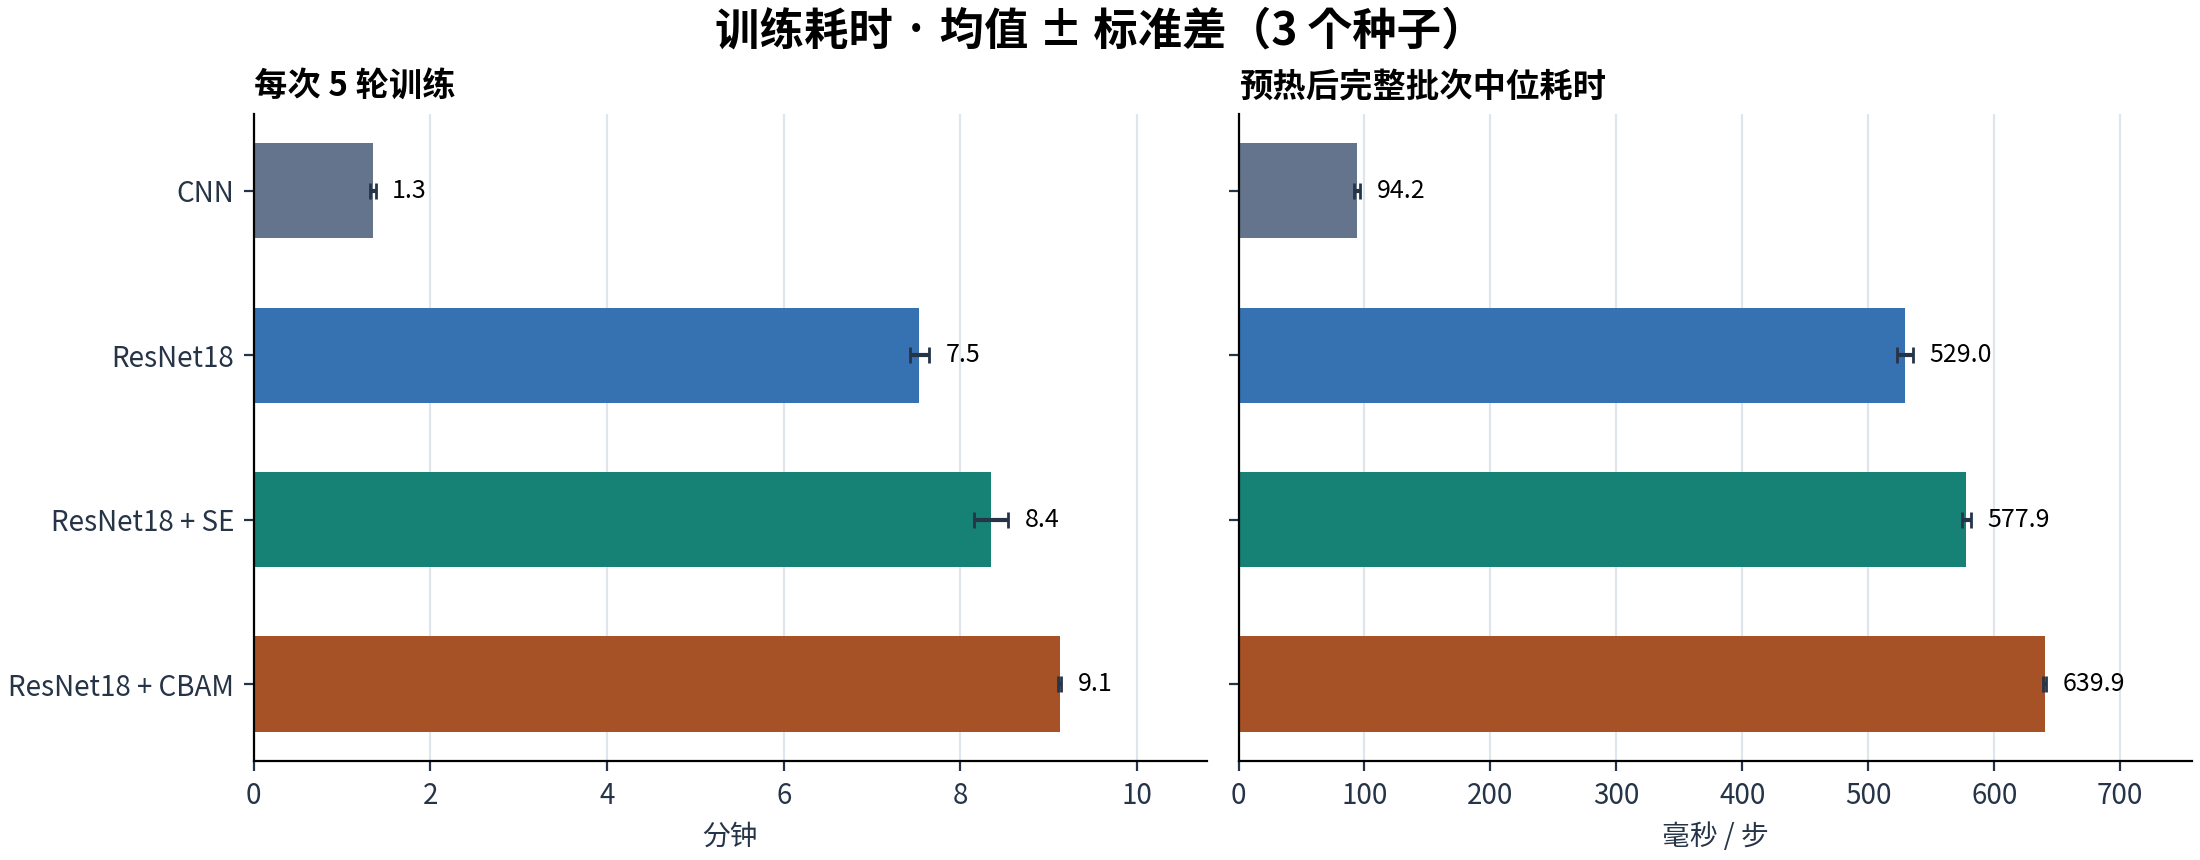 训练耗时 · 均值 ± 标准差（3 个种子）
每次 5 轮训练
CNN
ResNet18
ResNet18 + SE
ResNet18 + CBAM
1.3
7.5
8.4
9.1
0 2 4 6 8 10
分钟
预热后完整批次中位耗时
94.2
529.0
577.9
639.9
0 100 200 300 400 500 600 700
毫秒 / 步